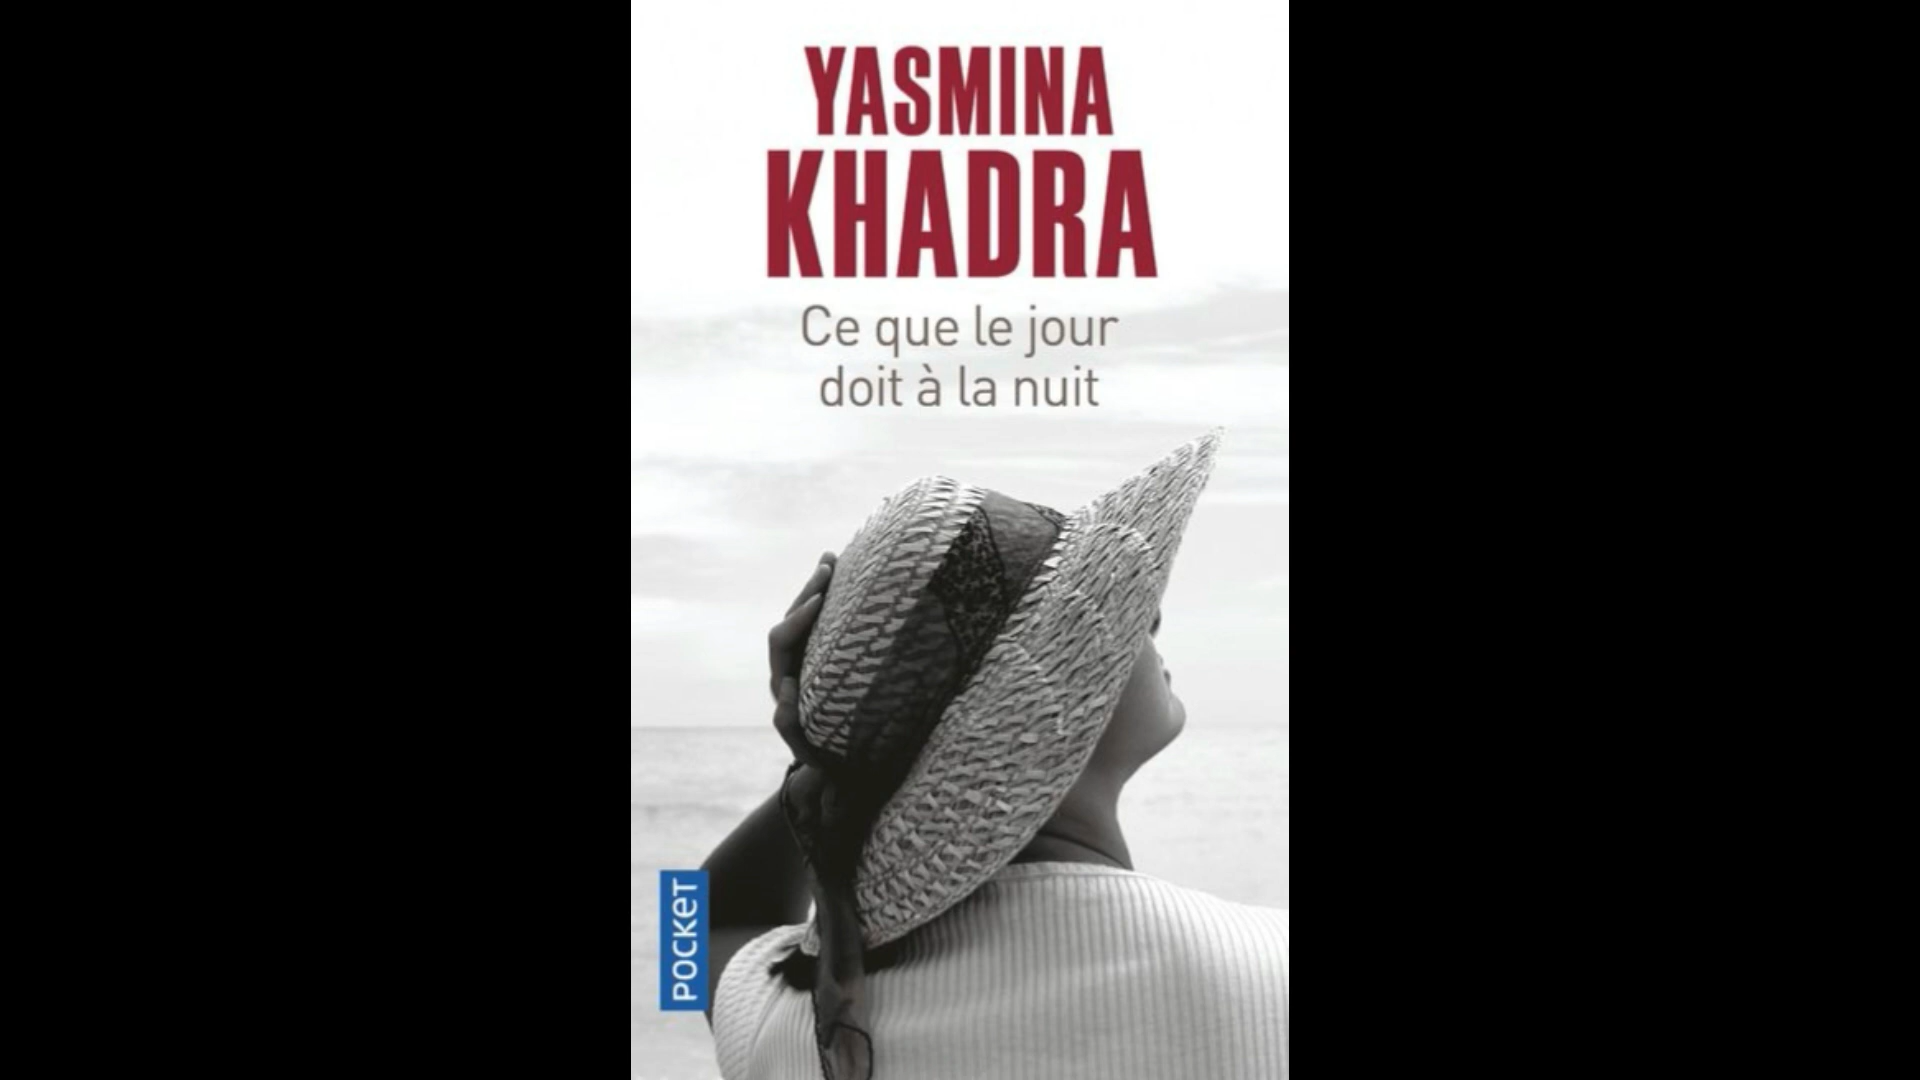 YASMINA
KHADRA
Ce que le jour
doit à la nuit
POCKET